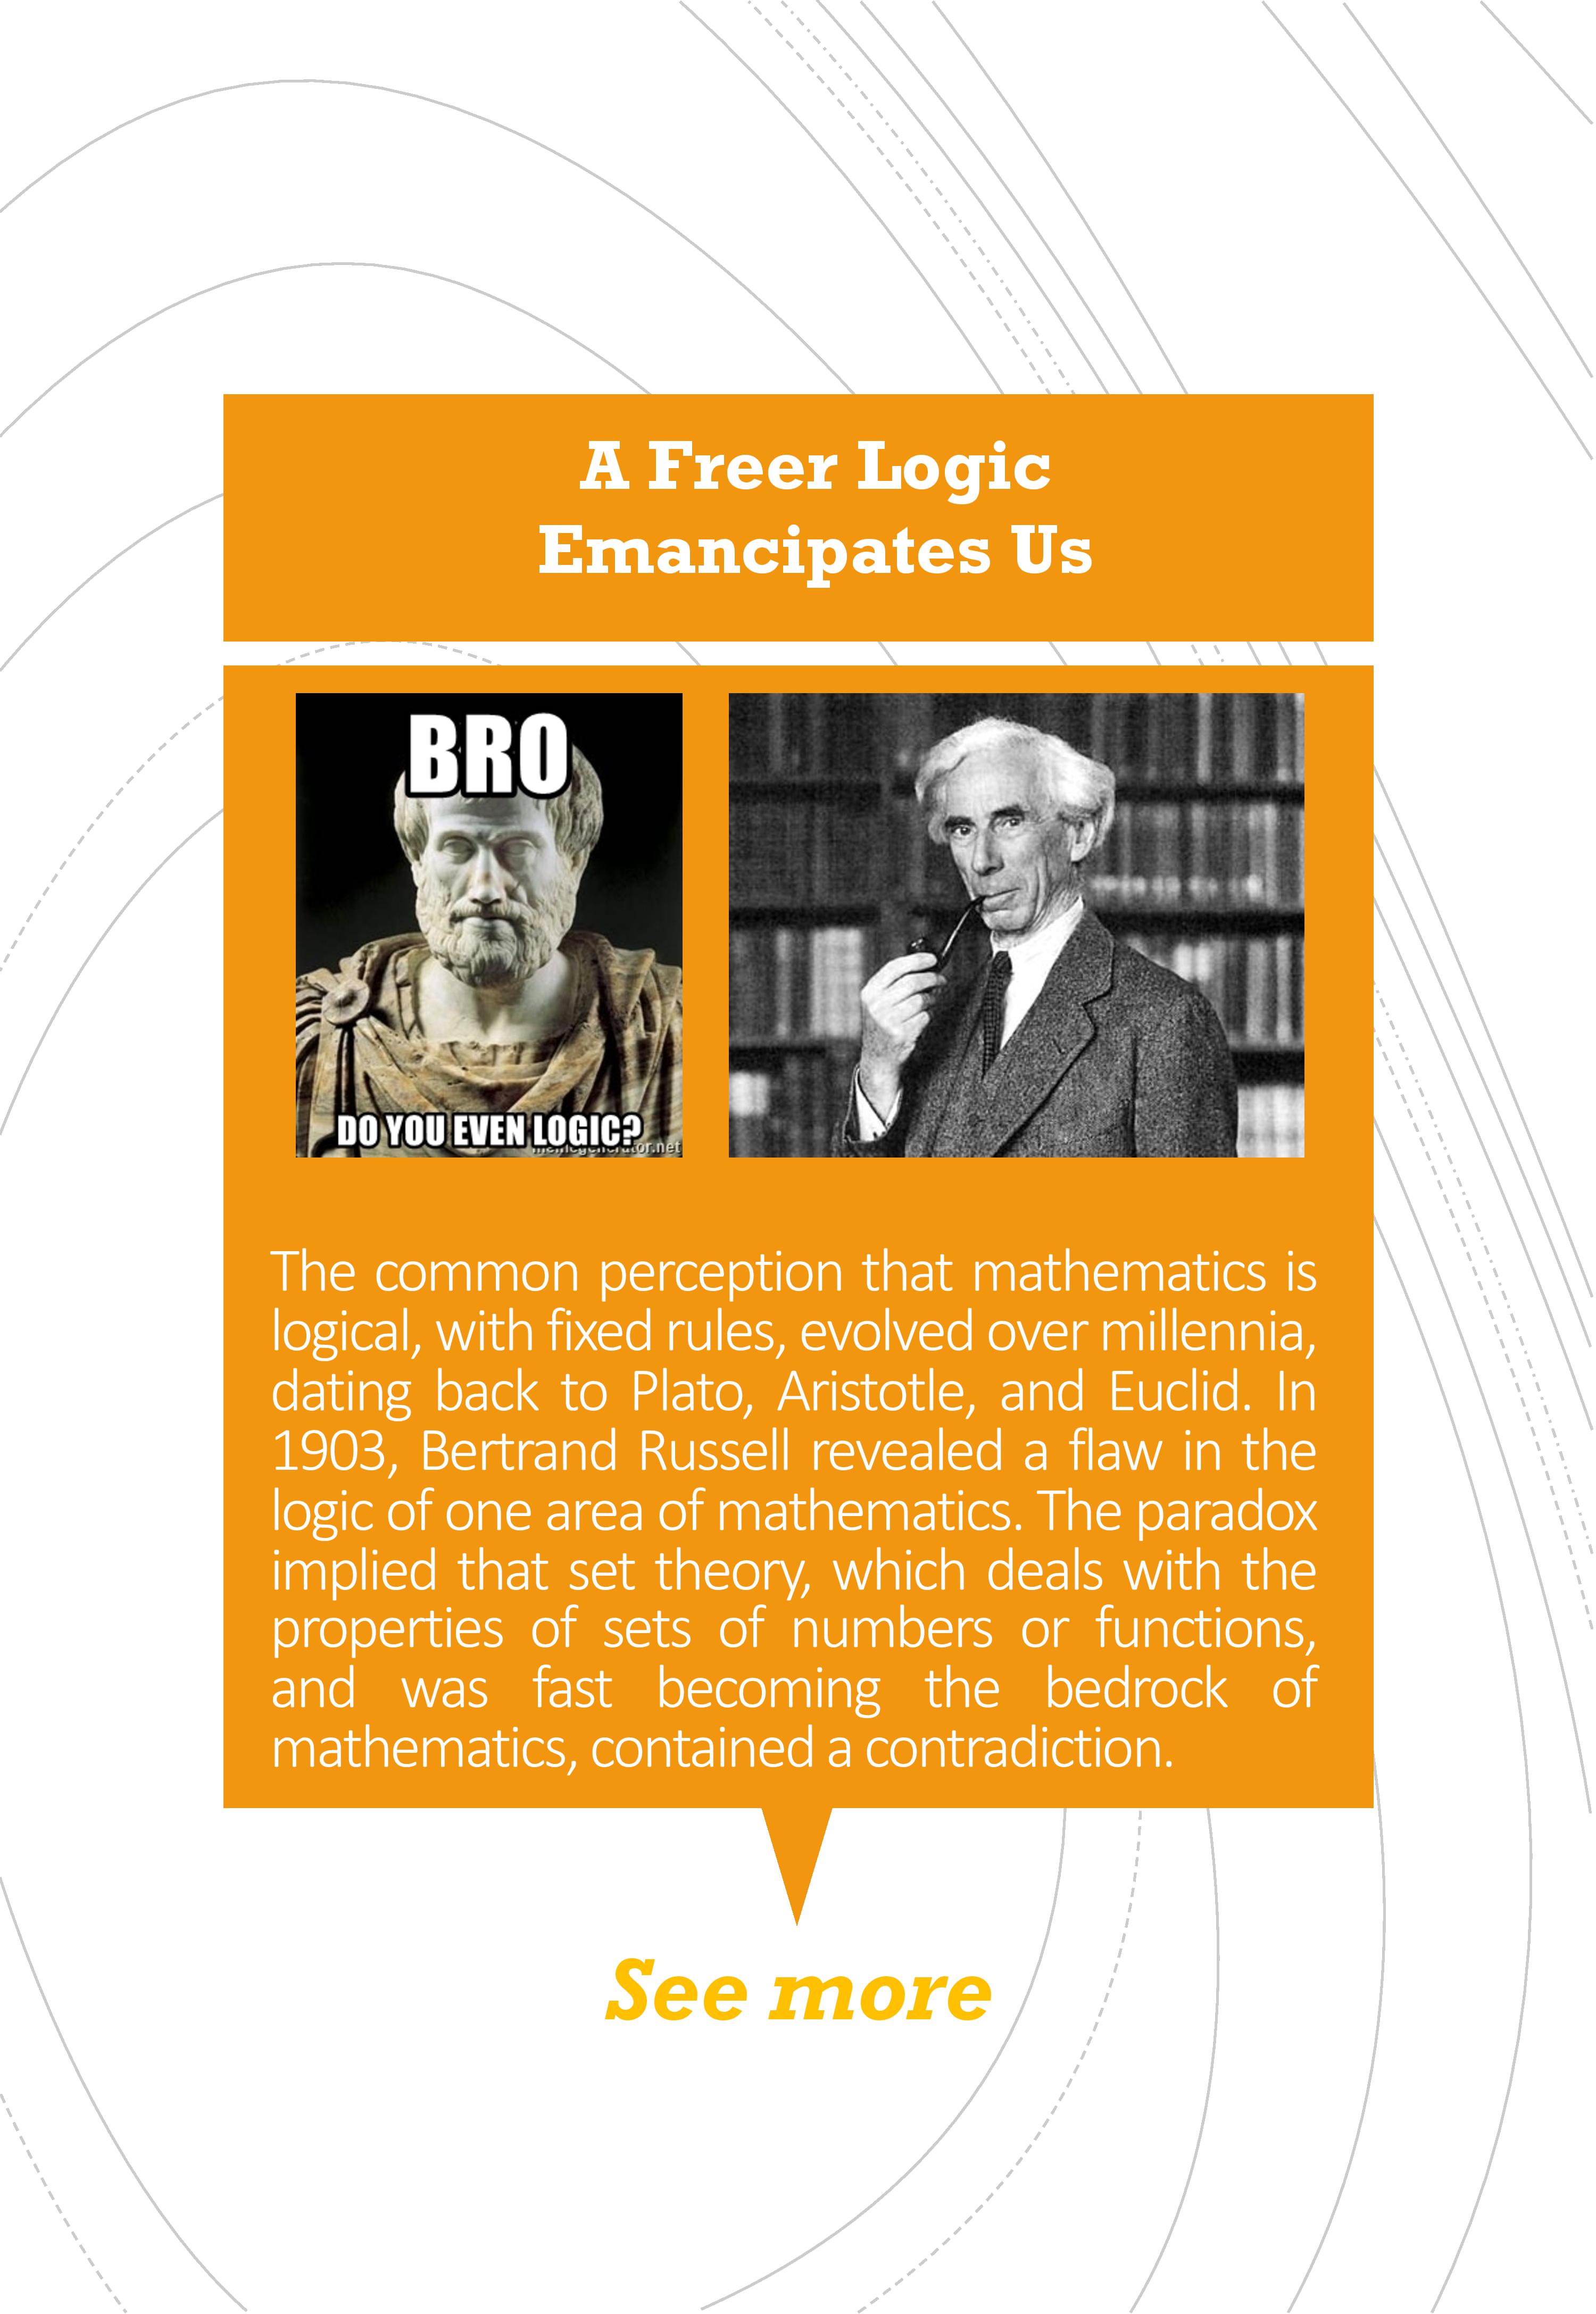 A Freer Logic
Emancipates Us
BRO
DO YOU EVEN LOGIC?
memegenerator.net
The common perception that mathematics is
logical, with fixed rules, evolved over millennia,
dating back to Plato, Aristotle, and Euclid. In
1903, Bertrand Russell revealed a flaw in the
logic of one area of mathematics. The paradox
implied that set theory, which deals with the
properties of sets of numbers or functions,
and was fast becoming the bedrock of
mathematics, contained a contradiction.
See more